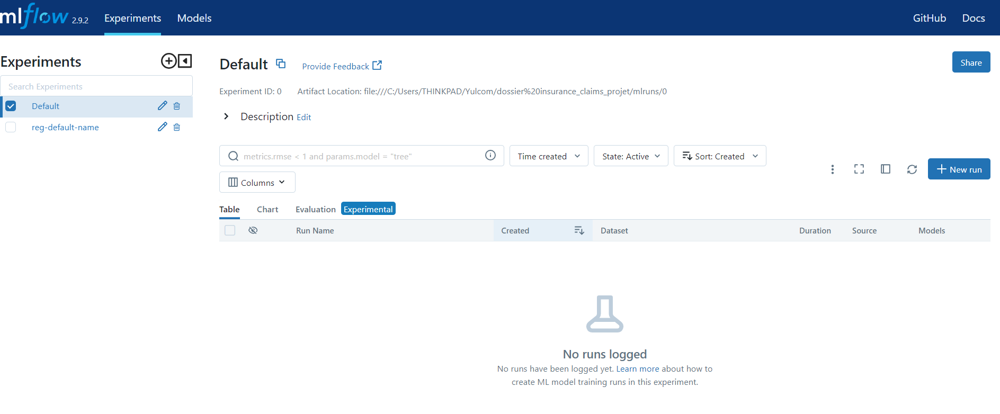 mlflow 2.9.2 Experiments Models GitHub Docs
Experiments
Search Experiments
Default
reg-default-name
Default Provide Feedback Share
Experiment ID: 0 Artifact Location: file:///C:/Users/THINKPAD/Yulcom/dossier%20insurance_claims_projet/mlruns/0
Description Edit
metrics.rmse < 1 and params.model = "tree" Time created State: Active Sort: Created
New run
Columns
Table Chart Evaluation Experimental
Run Name Created Dataset Duration Source Models
No runs logged
No runs have been logged yet. Learn more about how to
create ML model training runs in this experiment.